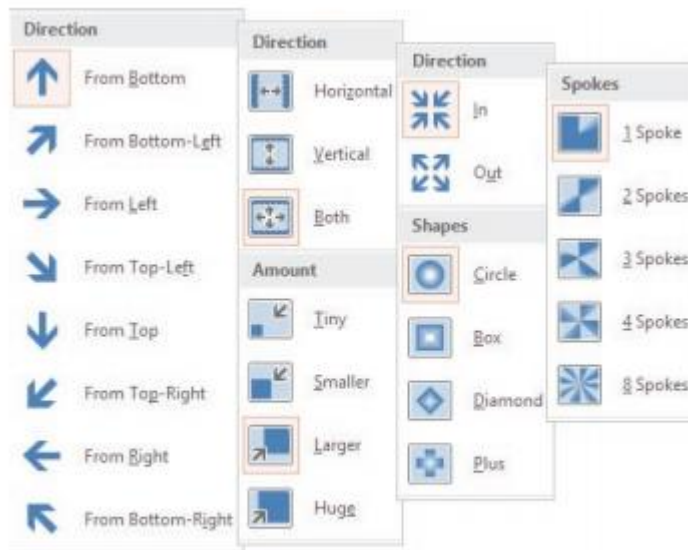 Direction
From Bottom
From Bottom-Left
From Left
From Top-Left
From Top
From Top-Right
From Right
From Bottom-Right
Direction
Horizontal
Vertical
Both
Amount
Tiny
Smaller
Larger
Huge
Direction
In
Out
Shapes
Circle
Box
Diamond
Plus
Spokes
1 Spoke
2 Spokes
3 Spokes
4 Spokes
8 Spokes